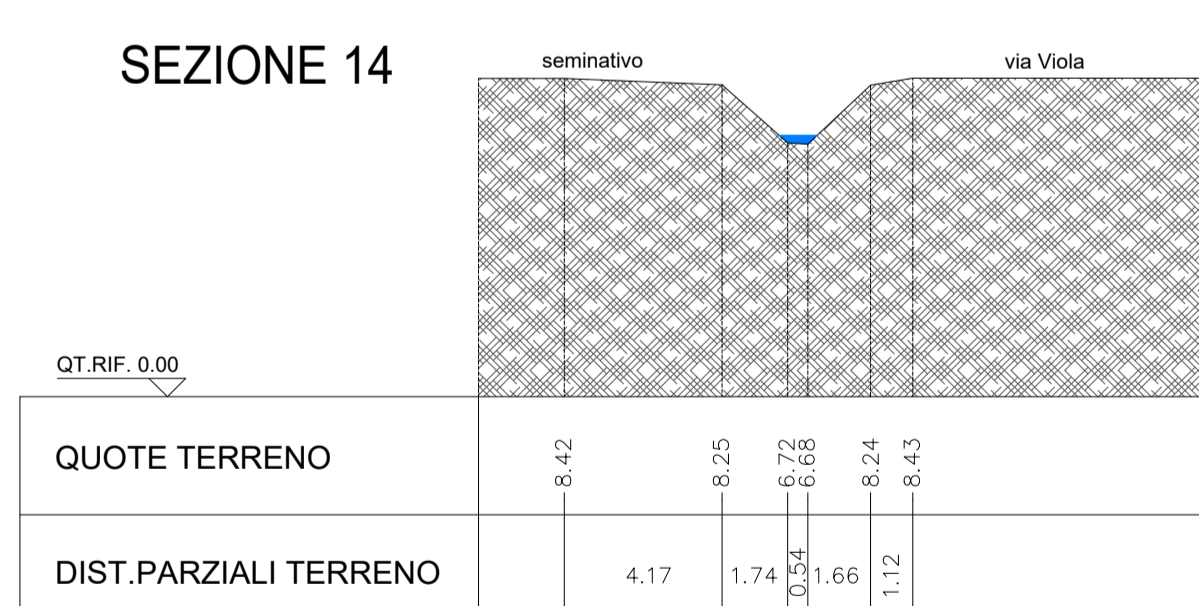 SEZIONE 14
seminativo
via Viola
QT.RIF. 0.00
QUOTE TERRENO
8.42
8.25
6.72
6.68
8.24
8.43
DIST.PARZIALI TERRENO
4.17
1.74
0.54
1.66
1.12